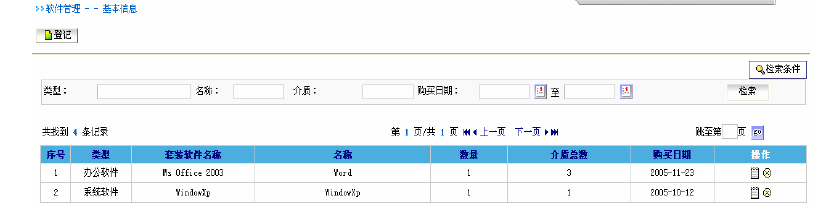 >>软件管理 - - 基本信息
登记
检索条件
类型： 名称： 介质： 购买日期： 至 检索
共找到 4 条记录 第 1 页/共 1 页 上一页 下一页 跳至第 页 go
序号 类型 套装软件名称 名称 数量 介质总数 购买日期 操作
1 办公软件 Ms Office 2003 Word 1 3 2005-11-23
2 系统软件 WindowXp WindowXp 1 1 2005-10-12